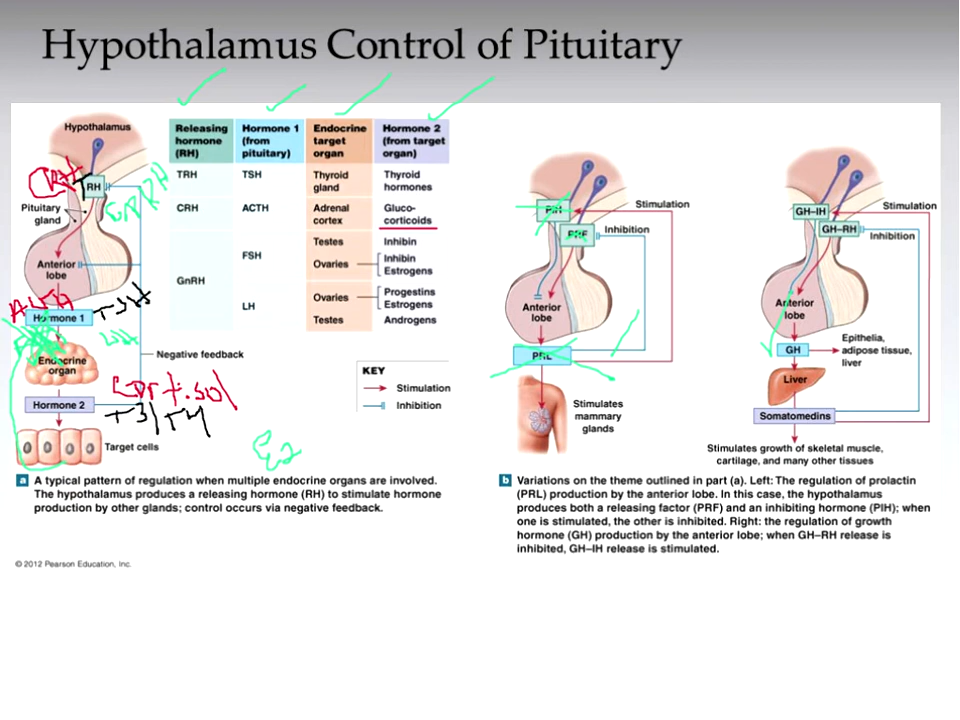 Hypothalamus Control of Pituitary
Hypothalamus
RH
Pituitary
gland
Anterior
lobe
Hormone 1
Endocrine
organ
Negative feedback
Hormone 2
Target cells
GnRH
TSH
LH
Cortisol
T3/T4
E2
Releasing hormone (RH)
Hormone 1 (from pituitary)
Endocrine target organ
Hormone 2 (from target organ)
TRH TSH Thyroid gland Thyroid hormones
CRH ACTH Adrenal cortex Gluco-corticoids
GnRH
FSH
Testes Inhibin
Ovaries Inhibin
Estrogens
LH
Ovaries Progestins
Estrogens
Testes Androgens
KEY
Stimulation
Inhibition
a A typical pattern of regulation when multiple endocrine organs are involved.
The hypothalamus produces a releasing hormone (RH) to stimulate hormone
production by other glands; control occurs via negative feedback.
© 2012 Pearson Education, Inc.
PIH
PRF
Stimulation
Inhibition
Anterior
lobe
PRL
Stimulates
mammary
glands
GH–IH
GH–RH
Stimulation
Inhibition
Anterior
lobe
GH
Epithelia,
adipose tissue,
liver
Liver
Somatomedins
Stimulates growth of skeletal muscle,
cartilage, and many other tissues
b Variations on the theme outlined in part (a). Left: The regulation of prolactin
(PRL) production by the anterior lobe. In this case, the hypothalamus
produces both a releasing factor (PRF) and an inhibiting hormone (PIH); when
one is stimulated, the other is inhibited. Right: the regulation of growth
hormone (GH) production by the anterior lobe; when GH–RH release is
inhibited, GH–IH release is stimulated.